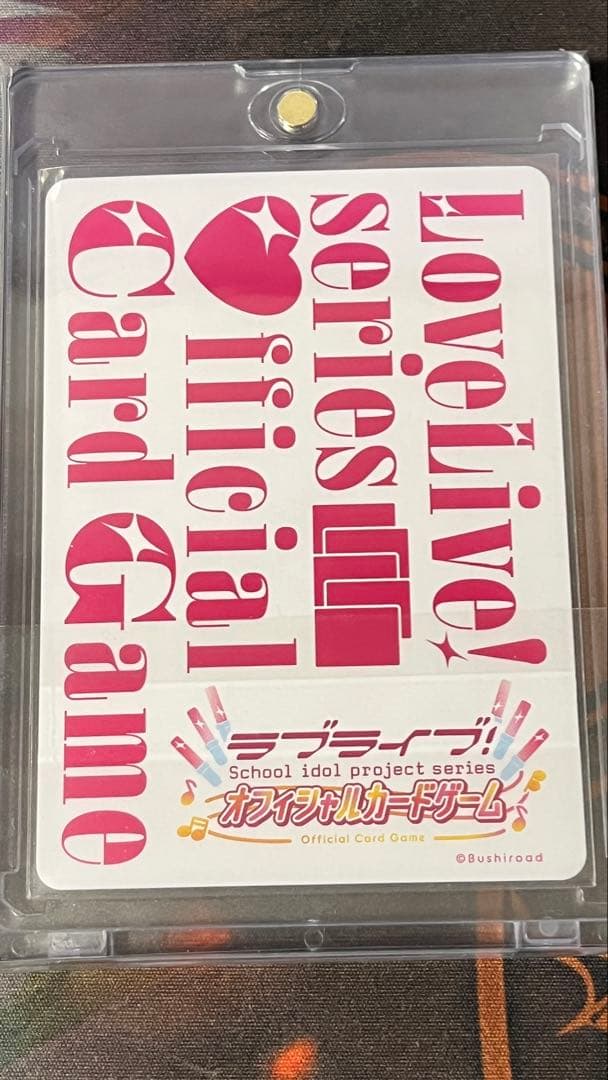 LoveLive!
series
♥fficial
Card Game
ラブライブ!
School idol project series
オフィシャルカードゲーム
Official Card Game
©Bushiroad